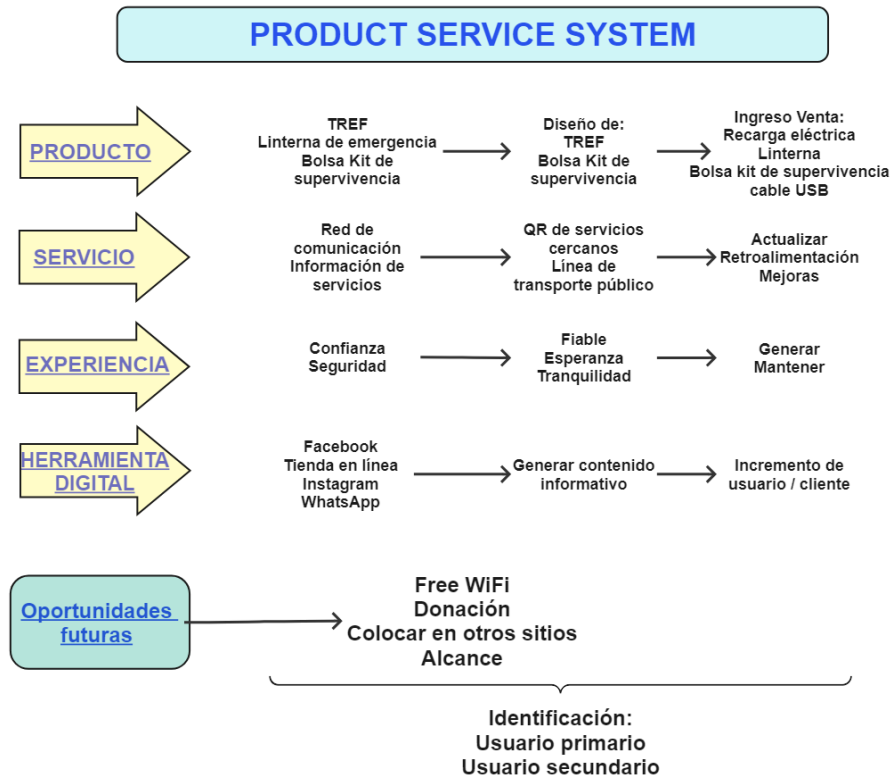 PRODUCT SERVICE SYSTEM
PRODUCTO
TREF
Linterna de emergencia
Bolsa Kit de
supervivencia
Diseño de:
TREF
Bolsa Kit de
supervivencia
Ingreso Venta:
Recarga eléctrica
Linterna
Bolsa kit de supervivencia
cable USB
SERVICIO
Red de
comunicación
Información de
servicios
QR de servicios
cercanos
Línea de
transporte público
Actualizar
Retroalimentación
Mejoras
EXPERIENCIA
Confianza
Seguridad
Fiable
Esperanza
Tranquilidad
Generar
Mantener
HERRAMIENTA
DIGITAL
Facebook
Tienda en línea
Instagram
WhatsApp
Generar contenido
informativo
Incremento de
usuario / cliente
Oportunidades
futuras
Free WiFi
Donación
Colocar en otros sitios
Alcance
Identificación:
Usuario primario
Usuario secundario